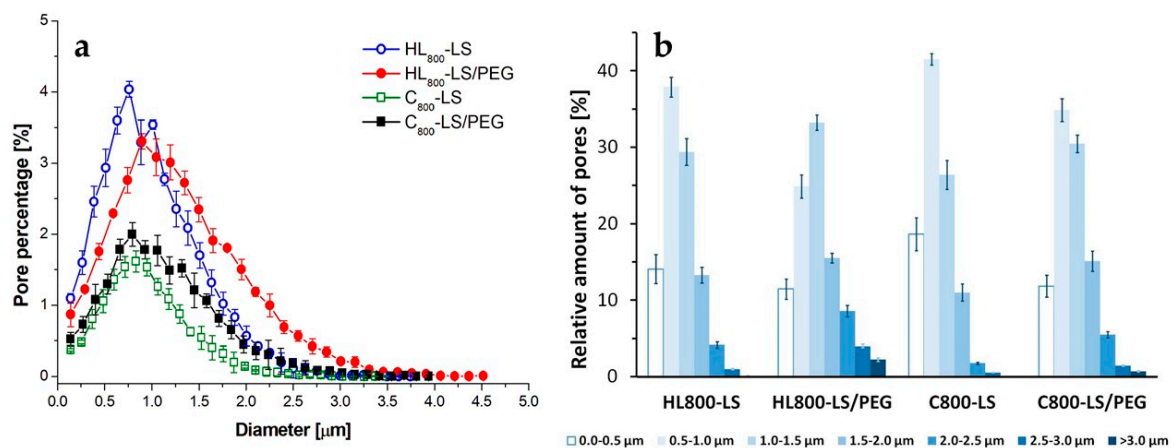 a
HL₈₀₀-LS
HL₈₀₀-LS/PEG
C₈₀₀-LS
C₈₀₀-LS/PEG
Pore percentage [%]
5
4
3
2
1
0
0.0 0.5 1.0 1.5 2.0 2.5 3.0 3.5 4.0 4.5 5.0
Diameter [µm]
b
Relative amount of pores [%]
40
30
20
10
0
HL800-LS HL800-LS/PEG C800-LS C800-LS/PEG
0.0-0.5 µm 0.5-1.0 µm 1.0-1.5 µm 1.5-2.0 µm 2.0-2.5 µm 2.5-3.0 µm >3.0 µm